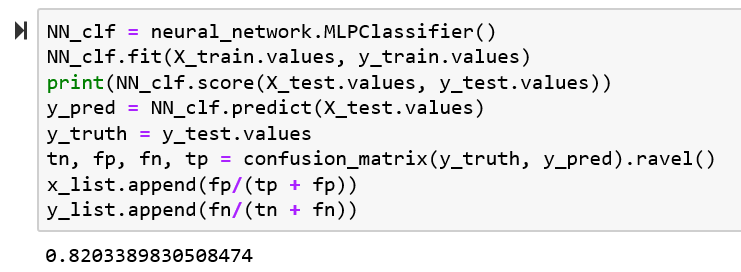 NN_clf = neural_network.MLPClassifier()
NN_clf.fit(X_train.values, y_train.values)
print(NN_clf.score(X_test.values, y_test.values))
y_pred = NN_clf.predict(X_test.values)
y_truth = y_test.values
tn, fp, fn, tp = confusion_matrix(y_truth, y_pred).ravel()
x_list.append(fp/(tp + fp))
y_list.append(fn/(tn + fn))
0.8203389830508474